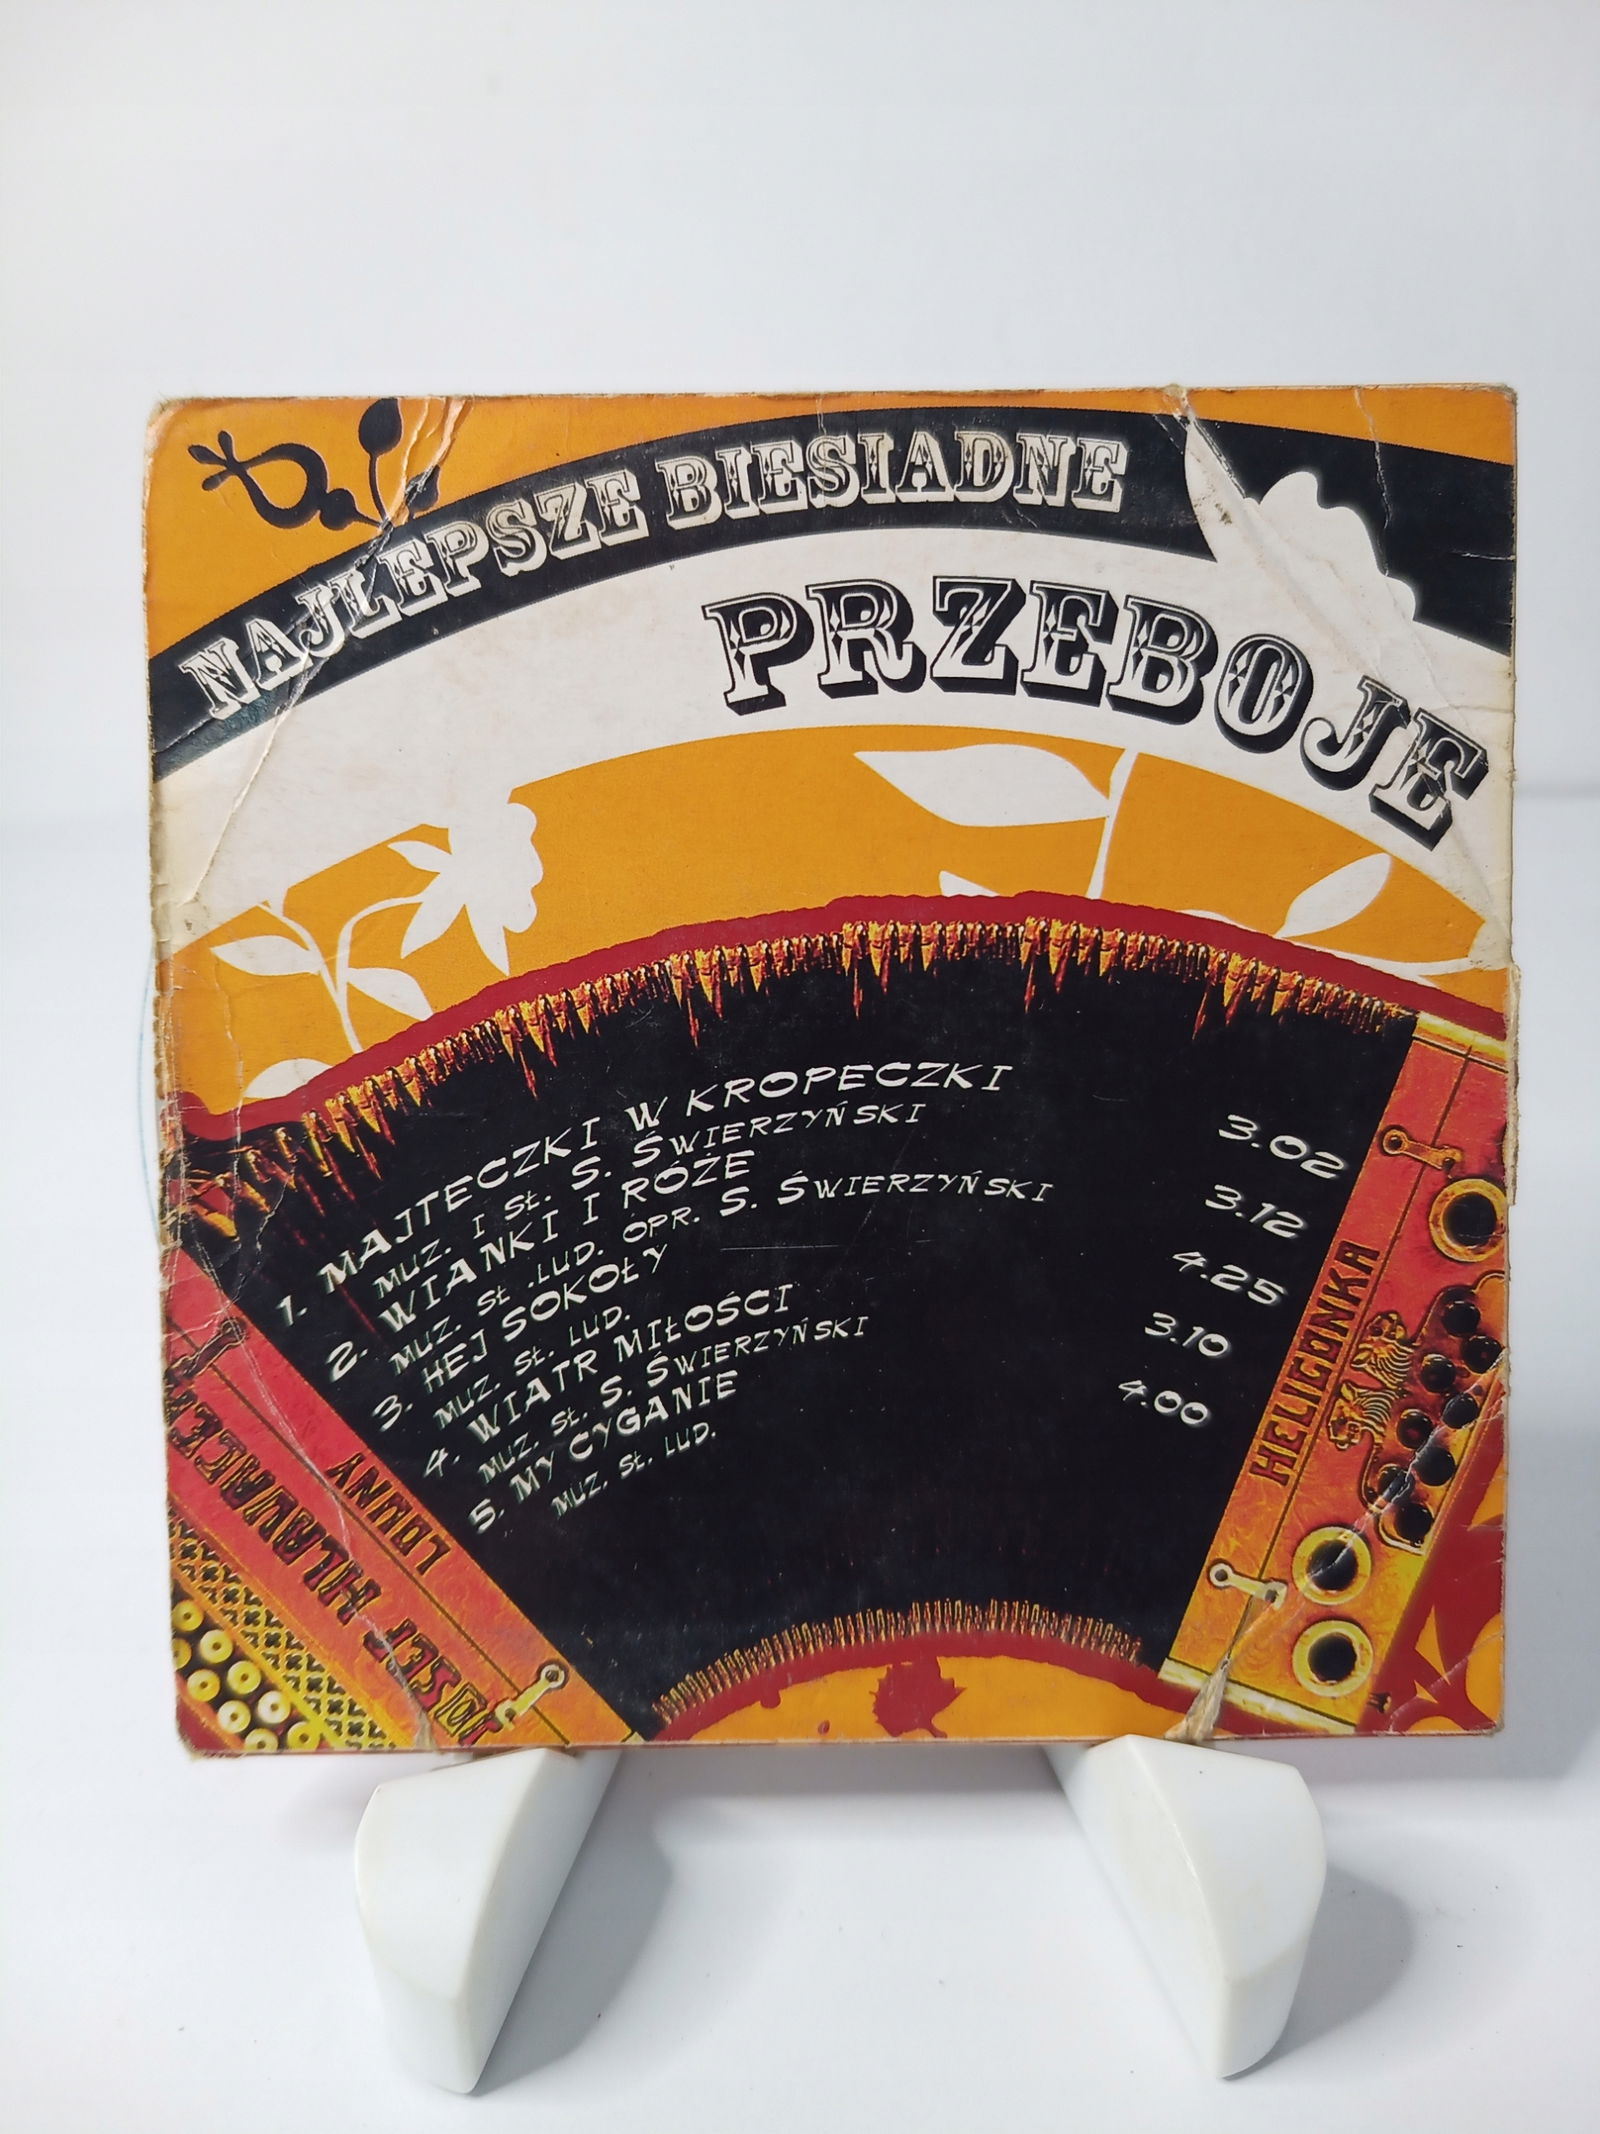 NAJLEPSZE BIESIADNE
PRZEBOJE
1. MAJTECZKI W KROPECZKI 3.02
MUZ. I SŁ. S. ŚWIERZYŃSKI
2. WIANKI I RÓŻE 3.12
MUZ. SŁ .LUD. OPR. S. ŚWIERZYŃSKI
3. HEJ SOKOŁY 4.25
MUZ. SŁ. LUD.
4. WIATR MIŁOŚCI 3.10
MUZ. SŁ. S. ŚWIERZYŃSKI
5. MY CYGANIE 4.00
MUZ. SŁ. LUD.
HELIGONKA
LOUNY